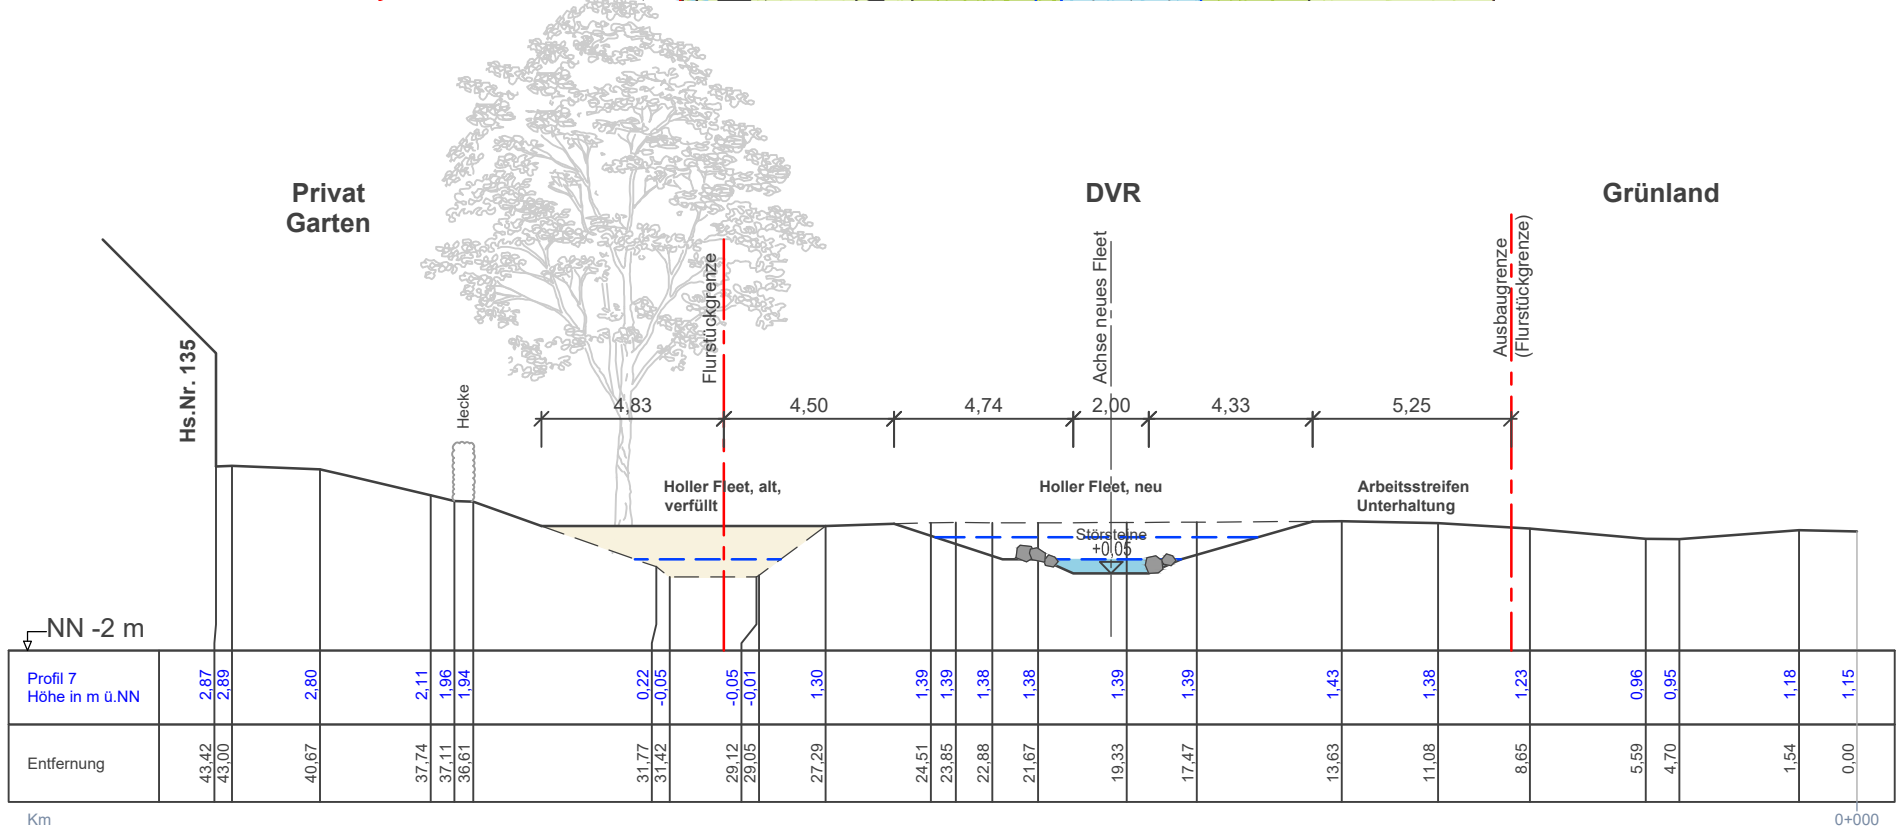 Privat
Garten
DVR
Grünland
Hs.Nr. 135
Hecke
Flurstückgrenze
Achse neues Fleet
Ausbaugrenze
(Flurstückgrenze)
4,83
4,50
4,74
2,00
4,33
5,25
Holler Fleet, alt,
verfüllt
Holler Fleet, neu
Störsteine
+0,05
Arbeitsstreifen
Unterhaltung
NN -2 m
Profil 7
Höhe in m ü.NN
2,87
2,89
2,80
2,11
1,96
1,94
0,22
-0,05
-0,05
-0,01
1,30
1,39
1,39
1,38
1,38
1,39
1,39
1,43
1,38
1,23
0,96
0,95
1,18
1,15
Entfernung
43,42
43,00
40,67
37,74
37,11
36,61
31,77
31,42
29,12
29,05
27,29
24,51
23,85
22,88
21,67
19,33
17,47
13,63
11,08
8,65
5,59
4,70
1,54
0,00
Km
0+000